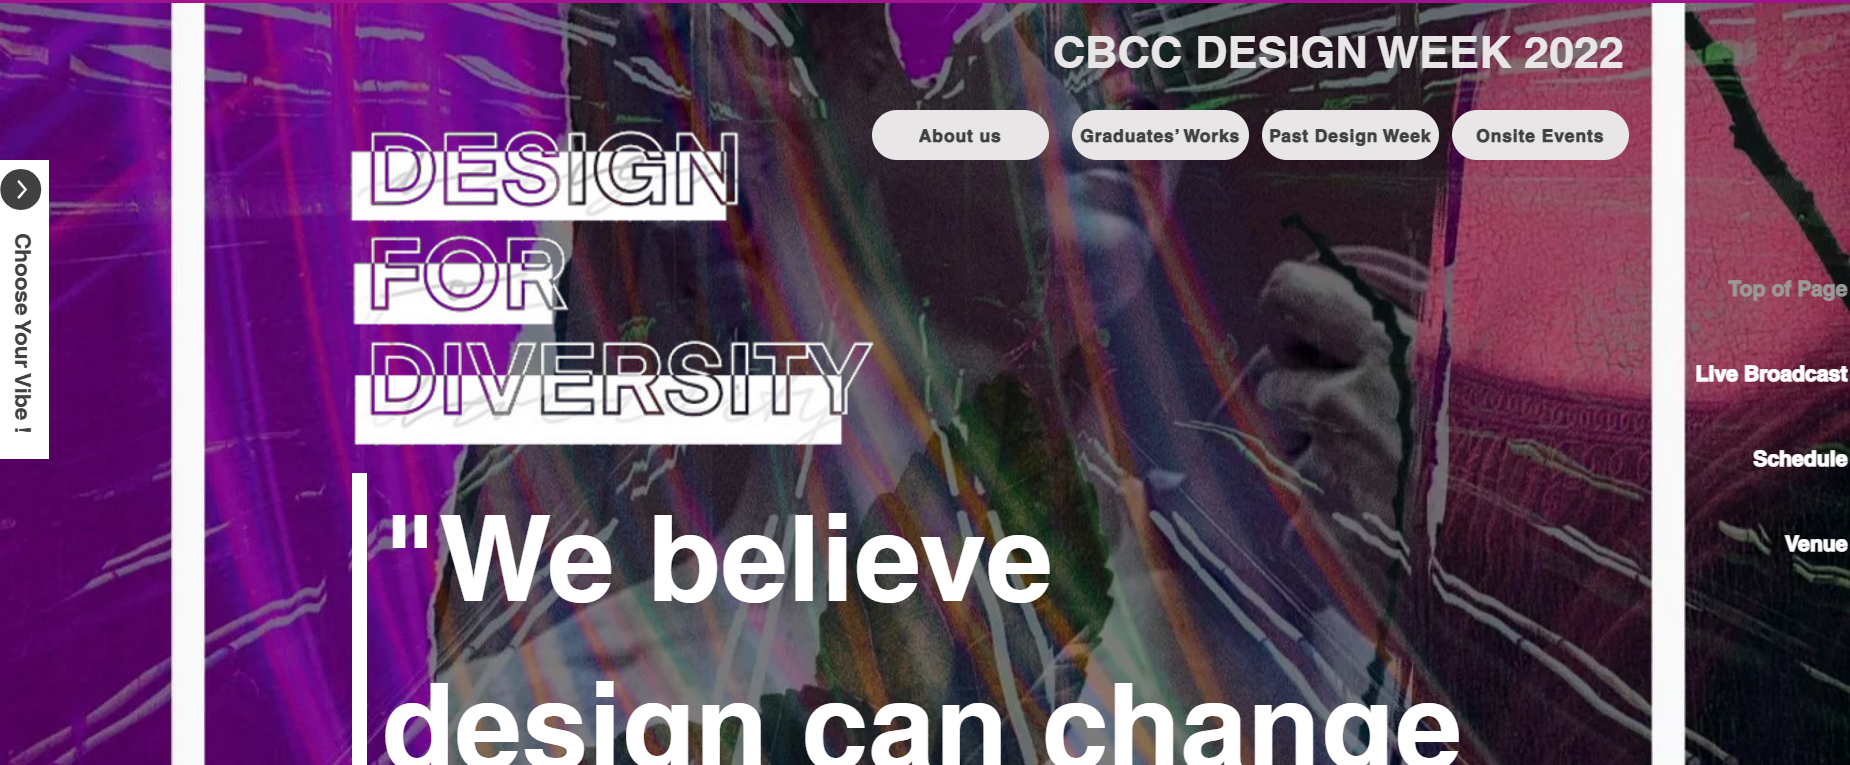 CBCC DESIGN WEEK 2022
About us
Graduates’ Works
Past Design Week
Onsite Events
DESIGN
FOR
DIVERSITY
Choose Your Vibe !
Top of Page
Live Broadcast
Schedule
Venue
"We believe
design can change